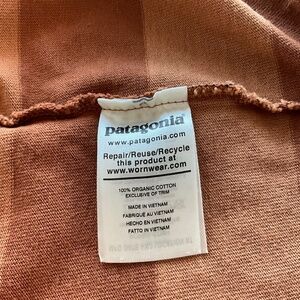 patagonia®
www.patagonia.com
Repair/Reuse/Recycle
this product at
www.wornwear.com
100% ORGANIC COTTON
EXCLUSIVE OF TRIM
MADE IN VIETNAM
FABRIQUÉ AU VIETNAM
HECHO EN VIETNAM
FATTO IN VIETNAM